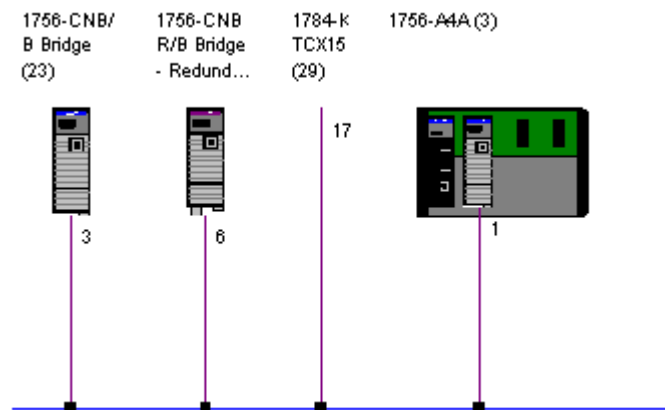 1756-CNB/
B Bridge
(23)
1756-CNB
R/B Bridge
- Redund...
1784-K
TCX15
(29)
1756-A4A (3)
17
3
6
1